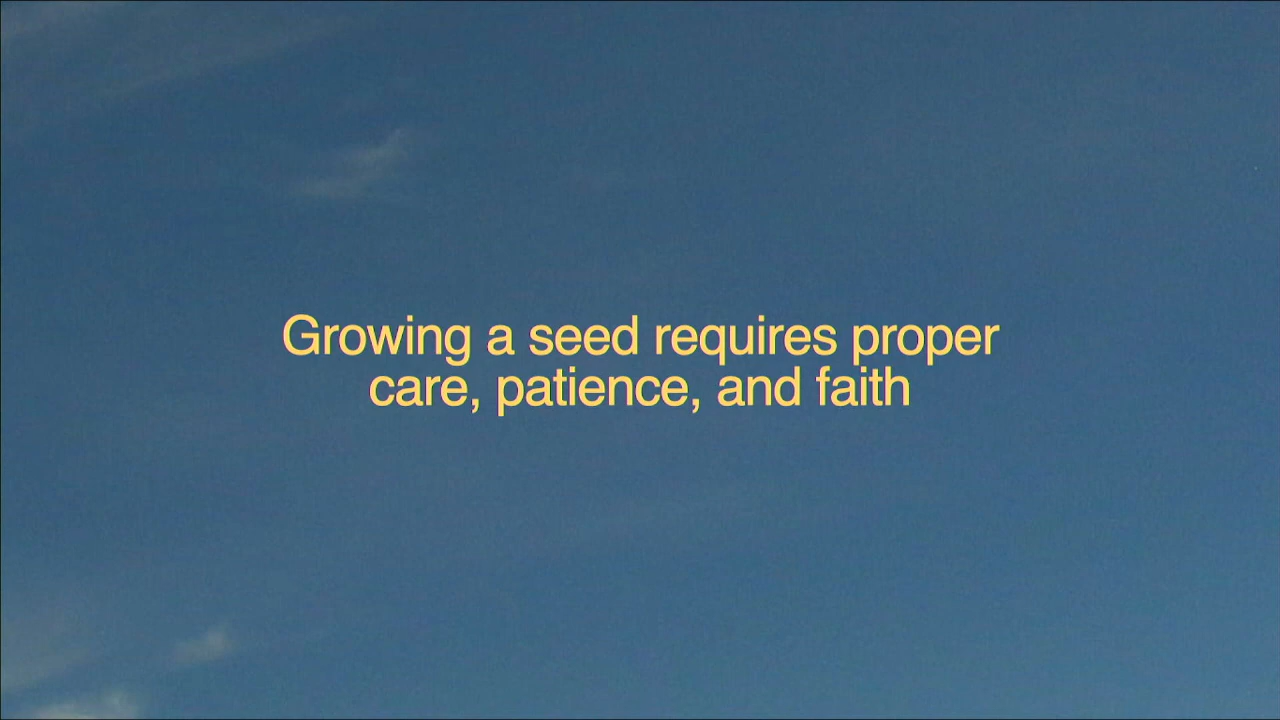 Growing a seed requires proper
care, patience, and faith